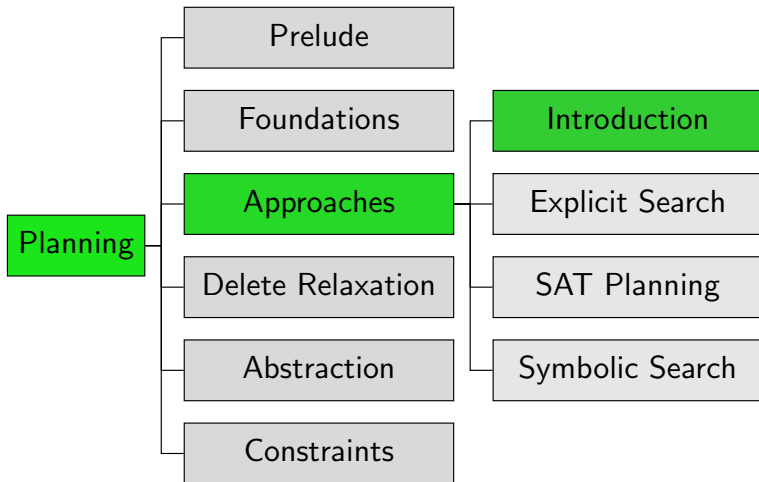 Planning
Prelude
Foundations
Approaches
Delete Relaxation
Abstraction
Constraints
Introduction
Explicit Search
SAT Planning
Symbolic Search